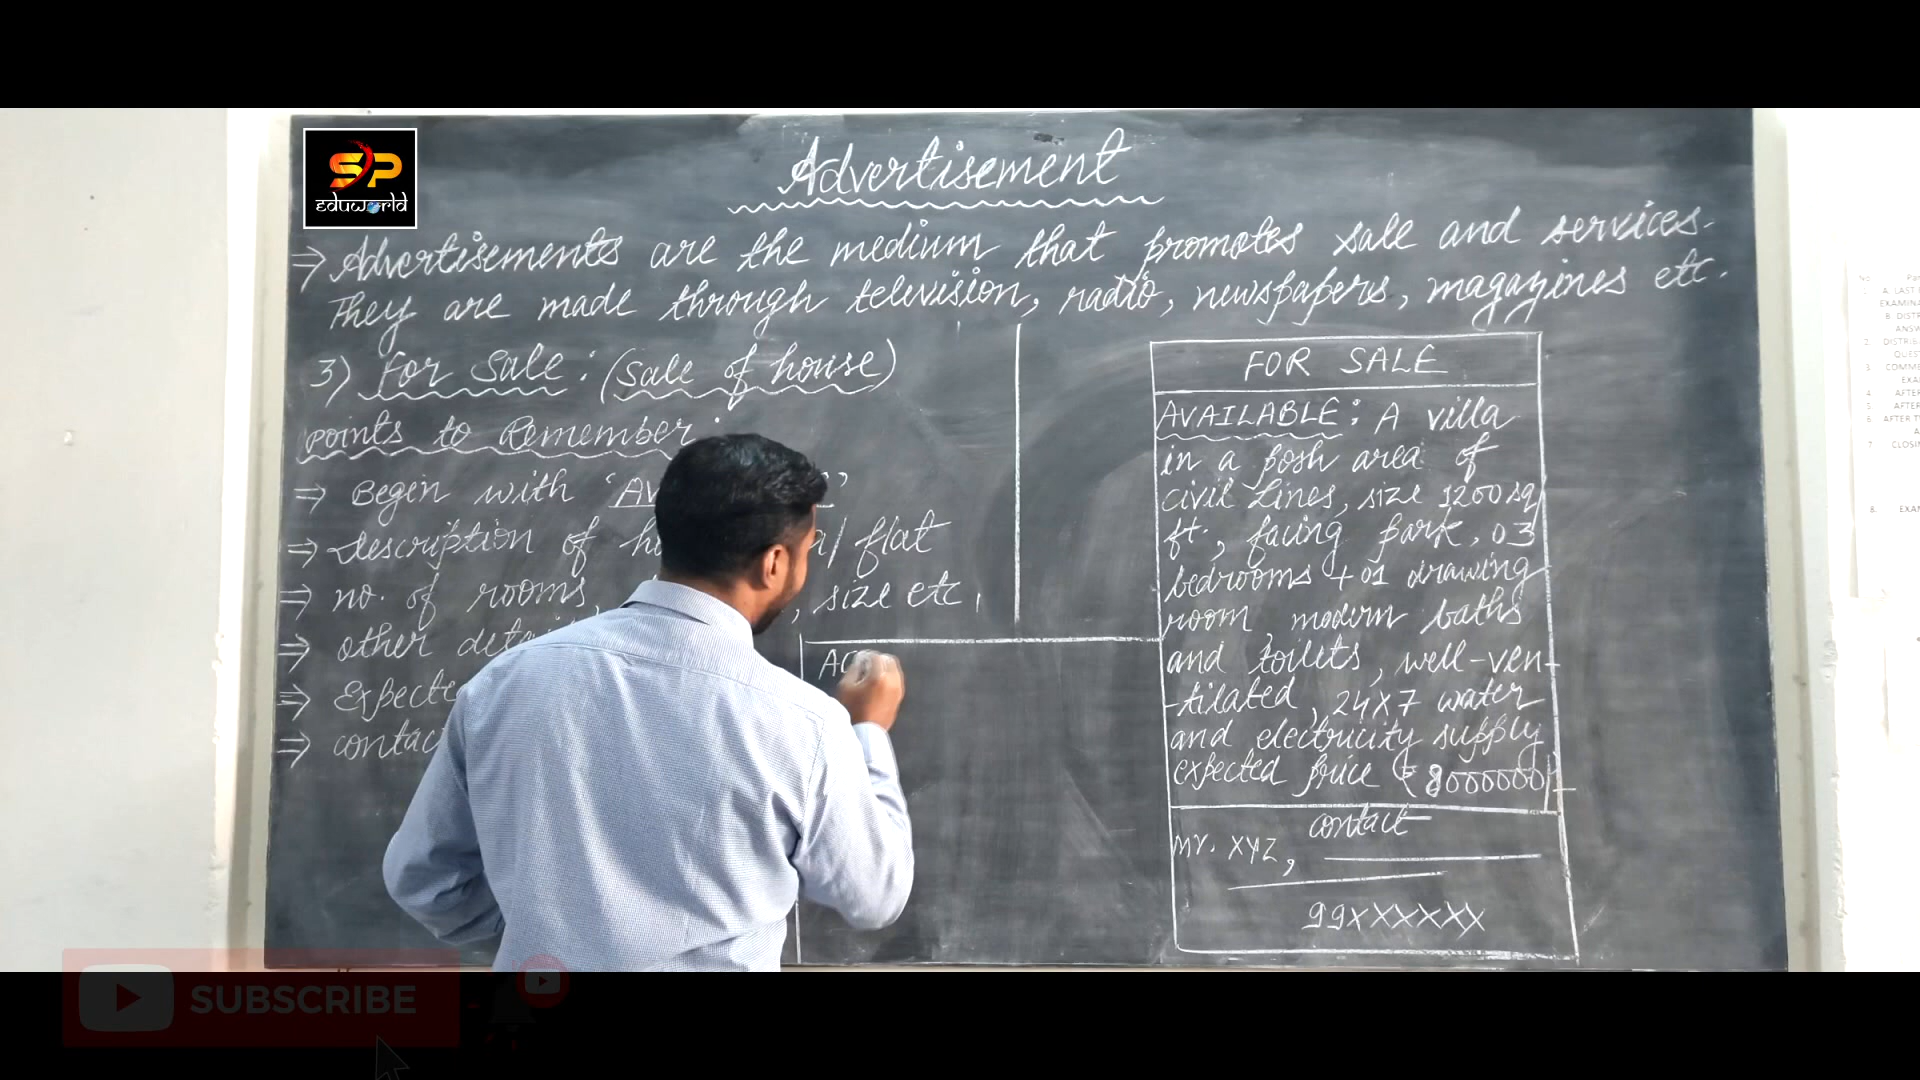 SP
eduworld
Advertisement
⇒ Advertisements are the medium that promotes sale and services.
They are made through television, radio, newspapers, magazines etc.
3) For Sale : (Sale of house)
Points to Remember :
⇒ Begin with 'AV
⇒ description of / flat
⇒ no. of rooms, , size etc.
⇒ other
⇒
⇒
A
FOR SALE
AVAILABLE : A villa
in a posh area of
civil Lines, size 1200 sq
ft., facing park, 03
bedrooms + 01 drawing
room, modern baths
and toilets, well-ven-
-tilated, 24X7 water
and electricity supply
expected price ₹ 8000000/-
contact
Mr. XYZ,
99XXXXXX
SUBSCRIBE